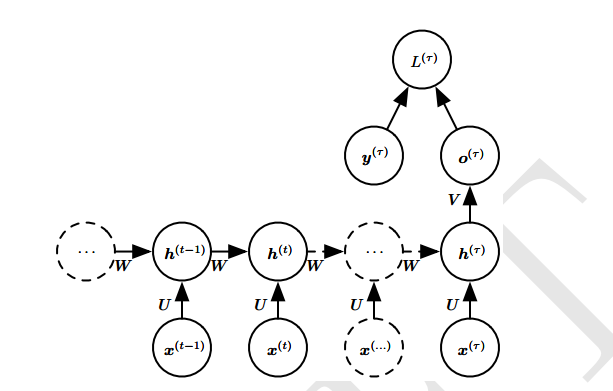 L^(τ)
y^(τ) o^(τ)
V
... h^(t−1) h^(t) ... h^(τ)
W W W W
U U U U
x^(t−1) x^(t) x^(...) x^(τ)